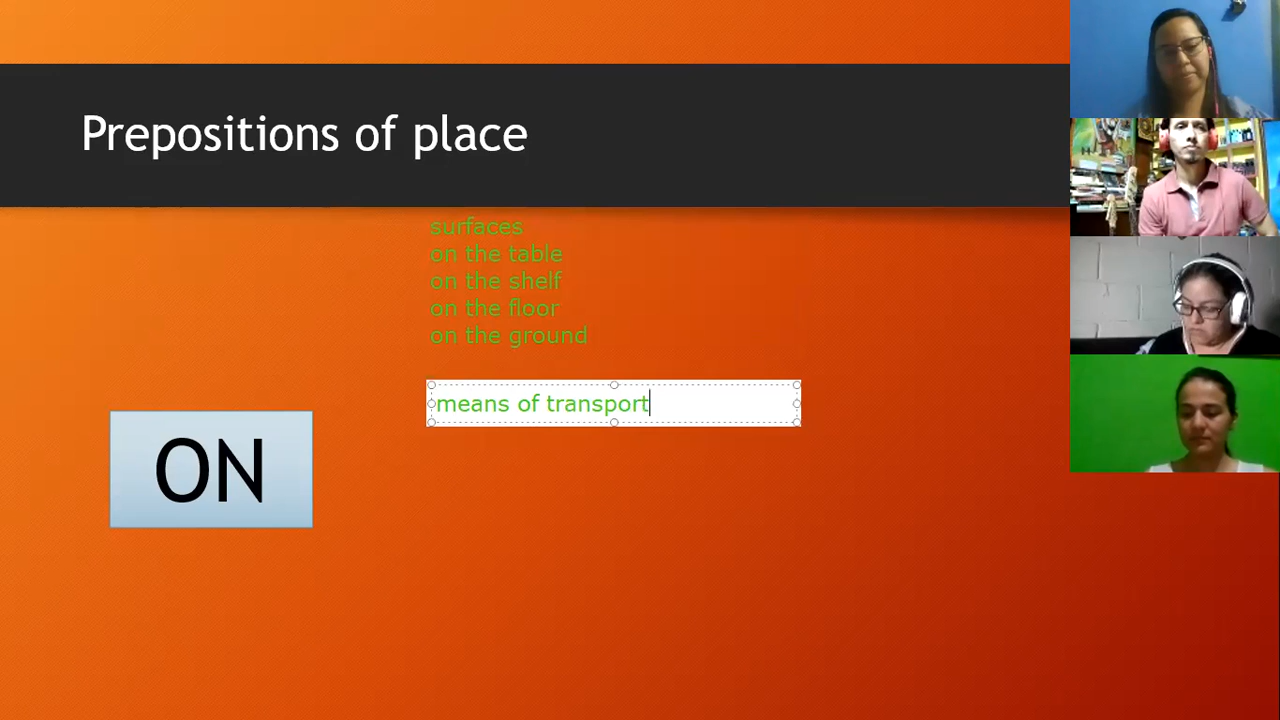 Prepositions of place
surfaces
on the table
on the shelf
on the floor
on the ground
means of transport
ON